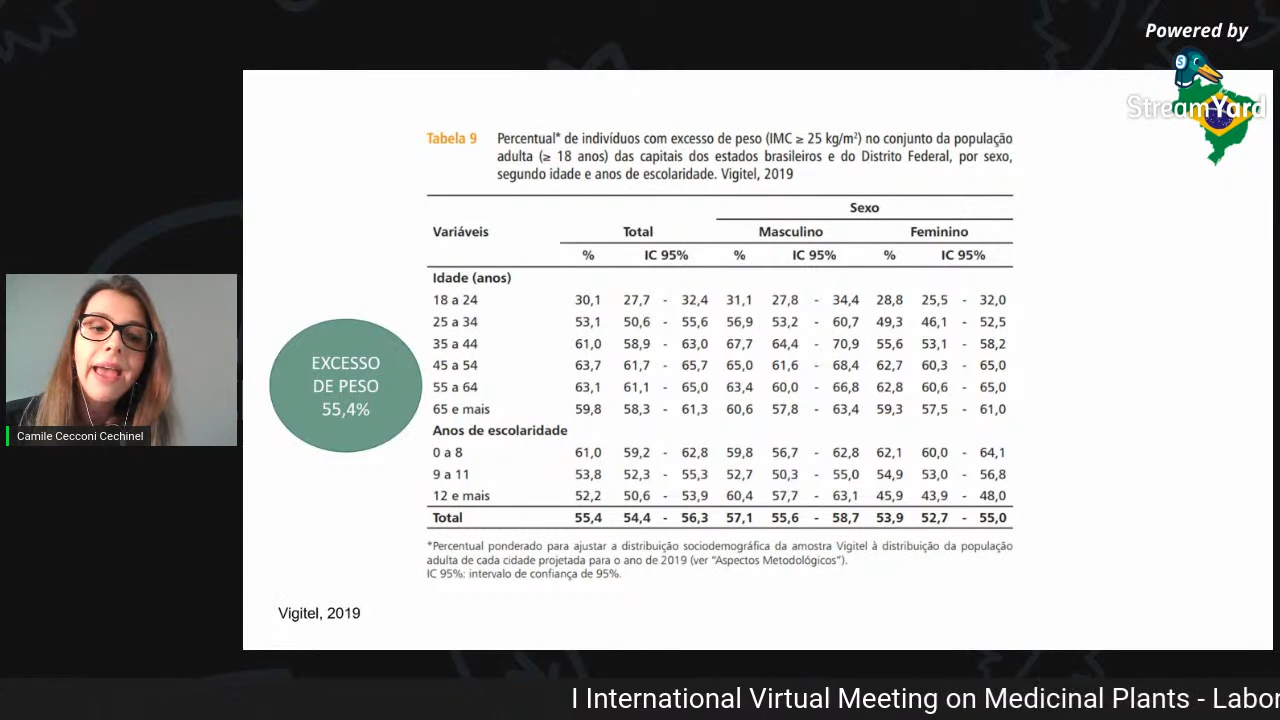 Powered by
StreamYard
Tabela 9 Percentual* de indivíduos com excesso de peso (IMC ≥ 25 kg/m²) no conjunto da população
adulta (≥ 18 anos) das capitais dos estados brasileiros e do Distrito Federal, por sexo,
segundo idade e anos de escolaridade. Vigitel, 2019
Sexo
Variáveis Total Masculino Feminino
% IC 95% % IC 95% % IC 95%
Idade (anos)
18 a 24 30,1 27,7 - 32,4 31,1 27,8 - 34,4 28,8 25,5 - 32,0
25 a 34 53,1 50,6 - 55,6 56,9 53,2 - 60,7 49,3 46,1 - 52,5
35 a 44 61,0 58,9 - 63,0 67,7 64,4 - 70,9 55,6 53,1 - 58,2
45 a 54 63,7 61,7 - 65,7 65,0 61,6 - 68,4 62,7 60,3 - 65,0
55 a 64 63,1 61,1 - 65,0 63,4 60,0 - 66,8 62,8 60,6 - 65,0
65 e mais 59,8 58,3 - 61,3 60,6 57,8 - 63,4 59,3 57,5 - 61,0
Anos de escolaridade
0 a 8 61,0 59,2 - 62,8 59,8 56,7 - 62,8 62,1 60,0 - 64,1
9 a 11 53,8 52,3 - 55,3 52,7 50,3 - 55,0 54,9 53,0 - 56,8
12 e mais 52,2 50,6 - 53,9 60,4 57,7 - 63,1 45,9 43,9 - 48,0
Total 55,4 54,4 - 56,3 57,1 55,6 - 58,7 53,9 52,7 - 55,0
*Percentual ponderado para ajustar a distribuição sociodemográfica da amostra Vigitel à distribuição da população
adulta de cada cidade projetada para o ano de 2019 (ver “Aspectos Metodológicos”).
IC 95%: intervalo de confiança de 95%.
EXCESSO
DE PESO
55,4%
Camile Cecconi Cechinel
Vigitel, 2019
I International Virtual Meeting on Medicinal Plants - Labor